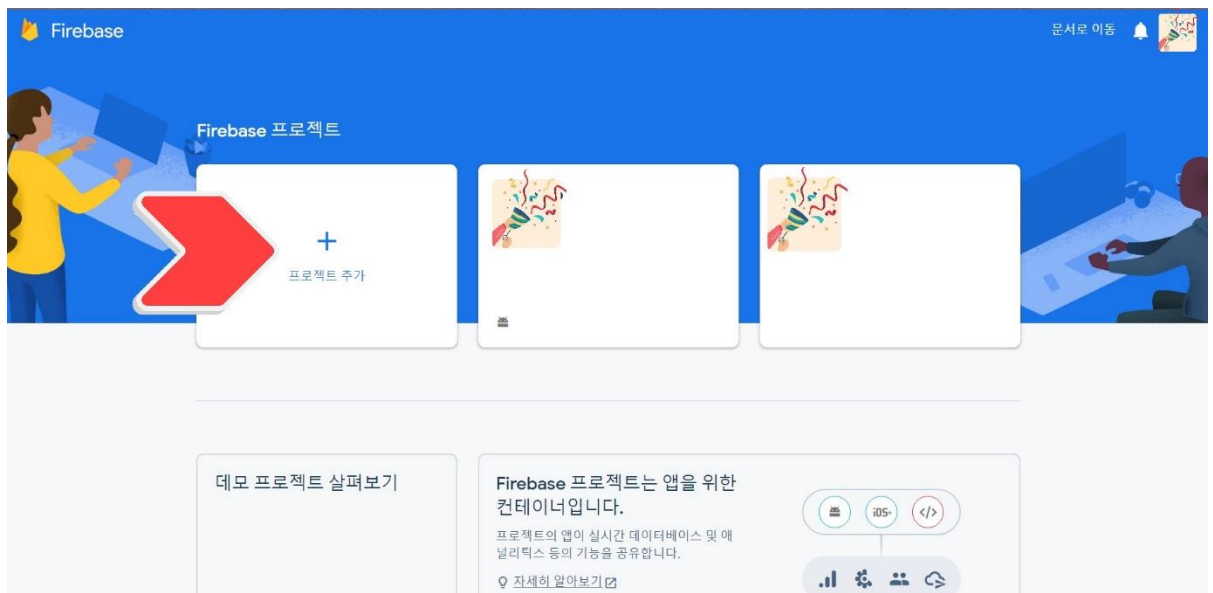 Firebase
문서로 이동
Firebase 프로젝트
+
프로젝트 추가
데모 프로젝트 살펴보기
Firebase 프로젝트는 앱을 위한
컨테이너입니다.
프로젝트의 앱이 실시간 데이터베이스 및 애
널리틱스 등의 기능을 공유합니다.
자세히 알아보기
iOS+
</>